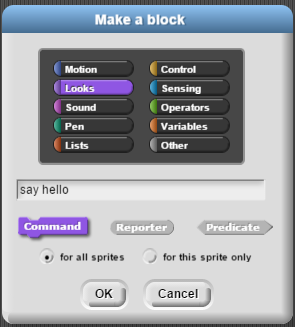 Make a block
Motion Control
Looks Sensing
Sound Operators
Pen Variables
Lists Other
say hello
Command Reporter Predicate
for all sprites for this sprite only
OK Cancel